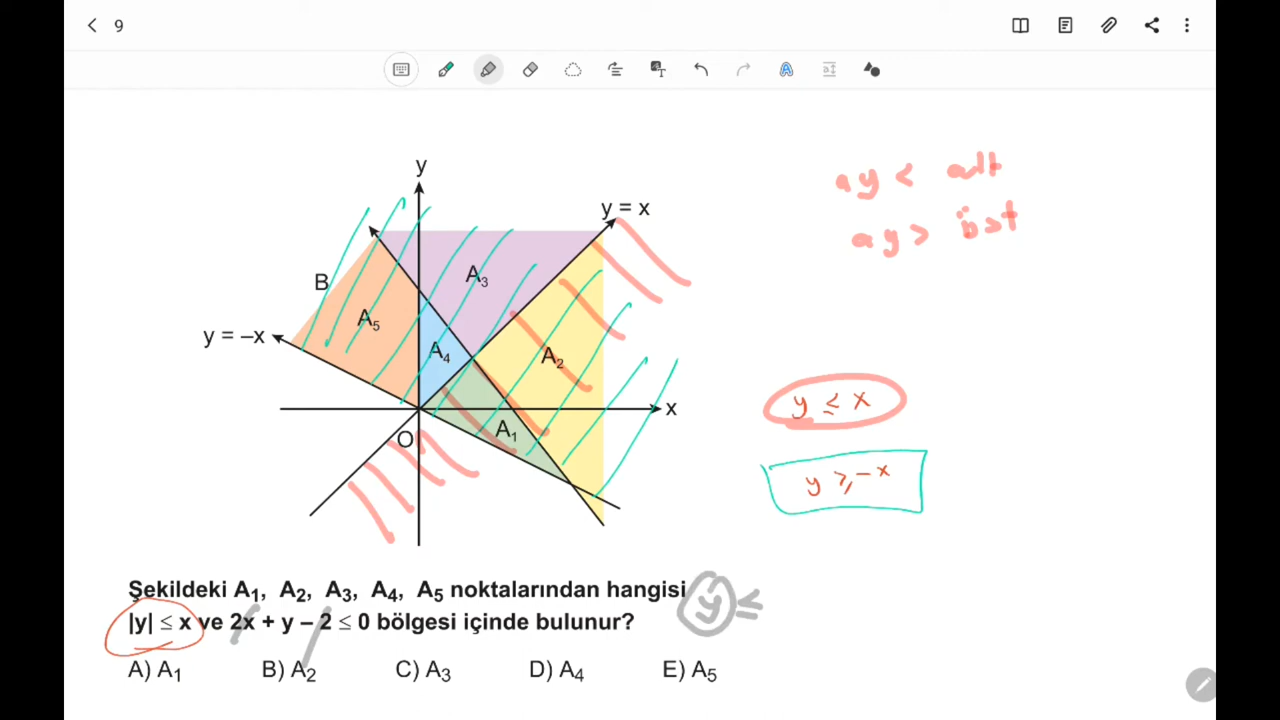 9
y
ay < alt
y = x
ay > üst
A₃
B
A₅
y = –x
A₄
A₂
x
y ≤ x
O
A₁
y ≥ -x
Şekildeki A₁, A₂, A₃, A₄, A₅ noktalarından hangisi
y ≤
|y| ≤ x ve 2x + y – 2 ≤ 0 bölgesi içinde bulunur?
A) A₁ B) A₂ C) A₃ D) A₄ E) A₅